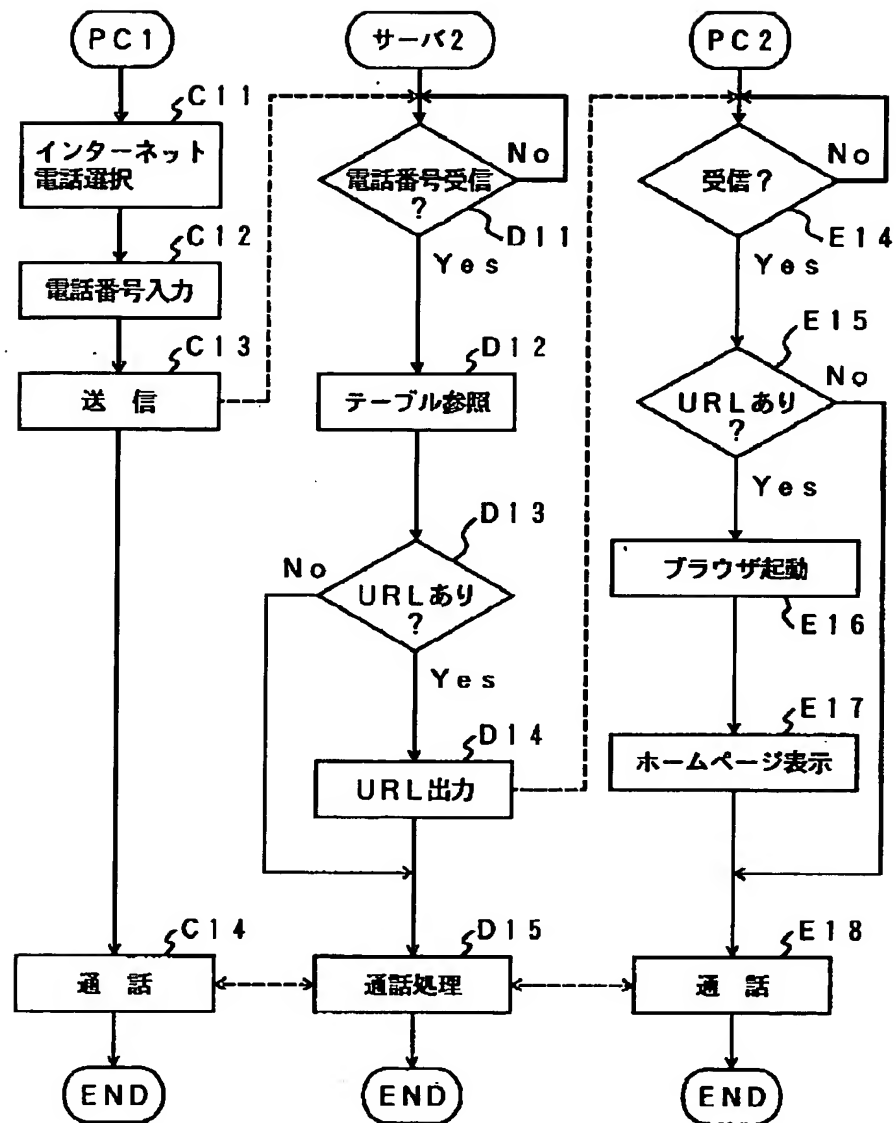 PC1
C11
インターネット
電話選択
C12
電話番号入力
C13
送 信
C14
通 話
END
サーバ2
No
電話番号受信
?
D11
Yes
D12
テーブル参照
D13
No
URLあり
?
Yes
D14
URL出力
D15
通話処理
END
PC2
No
受信?
E14
Yes
E15
No
URLあり
?
Yes
ブラウザ起動
E16
E17
ホームページ表示
E18
通 話
END